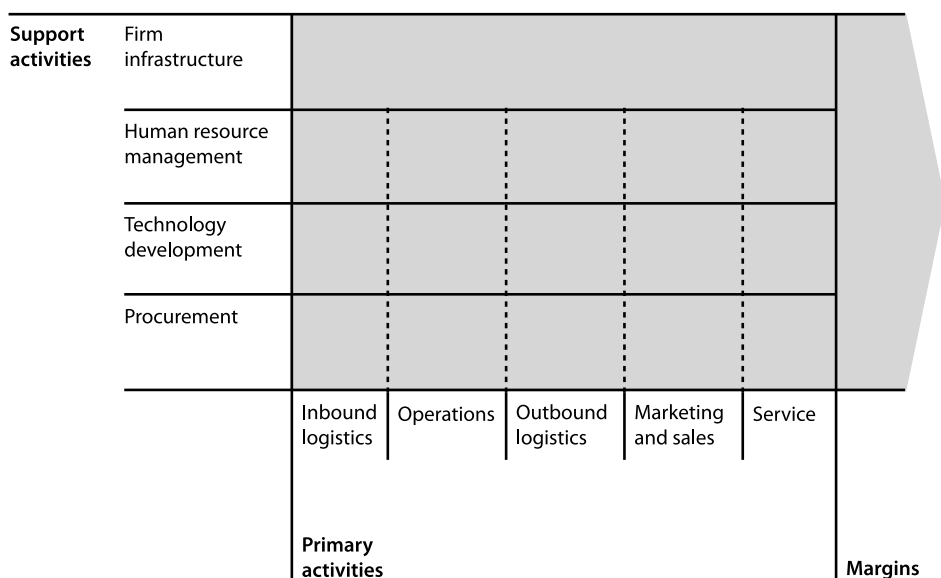 Support
activities
Firm
infrastructure
Human resource
management
Technology
development
Procurement
Inbound
logistics
Operations
Outbound
logistics
Marketing
and sales
Service
Primary
activities
Margins